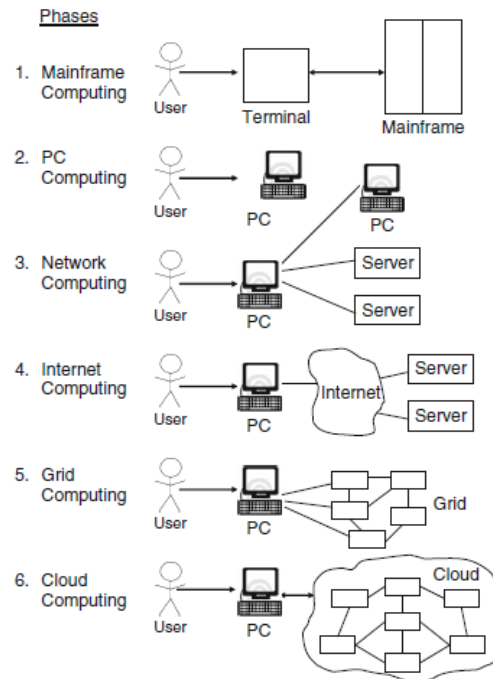 Phases
1. Mainframe
Computing
User
Terminal
Mainframe
2. PC
Computing
User
PC
PC
3. Network
Computing
User
PC
Server
Server
4. Internet
Computing
User
PC
Internet
Server
Server
5. Grid
Computing
User
PC
Grid
6. Cloud
Computing
User
PC
Cloud